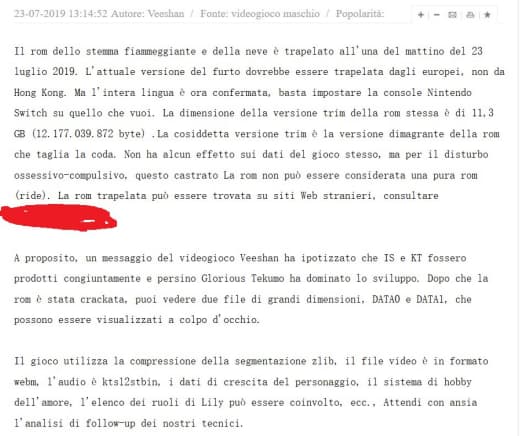 23-07-2019 13:14:52 Autore: Veeshan / Fonte: videogioco maschio / Popolarità:
Il rom dello stemma fiammeggiante e della neve è trapelato all'una del mattino del 23
luglio 2019. L'attuale versione del furto dovrebbe essere trapelata dagli europei, non da
Hong Kong. Ma l'intera lingua è ora confermata, basta impostare la console Nintendo
Switch su quello che vuoi. La dimensione della versione trim della rom stessa è di 11,3
GB (12.177.039.872 byte) .La cosiddetta versione trim è la versione dimagrante della rom
che taglia la coda. Non ha alcun effetto sui dati del gioco stesso, ma per il disturbo
ossessivo-compulsivo, questo castrato La rom non può essere considerata una pura rom
(ride). La rom trapelata può essere trovata su siti Web stranieri, consultare
A proposito, un messaggio del videogioco Veeshan ha ipotizzato che IS e KT fossero
prodotti congiuntamente e persino Glorious Tekumo ha dominato lo sviluppo. Dopo che la
rom è stata crackata, puoi vedere due file di grandi dimensioni, DATA0 e DATA1, che
possono essere visualizzati a colpo d'occhio.
Il gioco utilizza la compressione della segmentazione zlib, il file video è in formato
webm, l'audio è ktsl2stbin, i dati di crescita del personaggio, il sistema di hobby
dell'amore, l'elenco dei ruoli di Lily può essere coinvolto, ecc., Attendi con ansia
l'analisi di follow-up dei nostri tecnici.